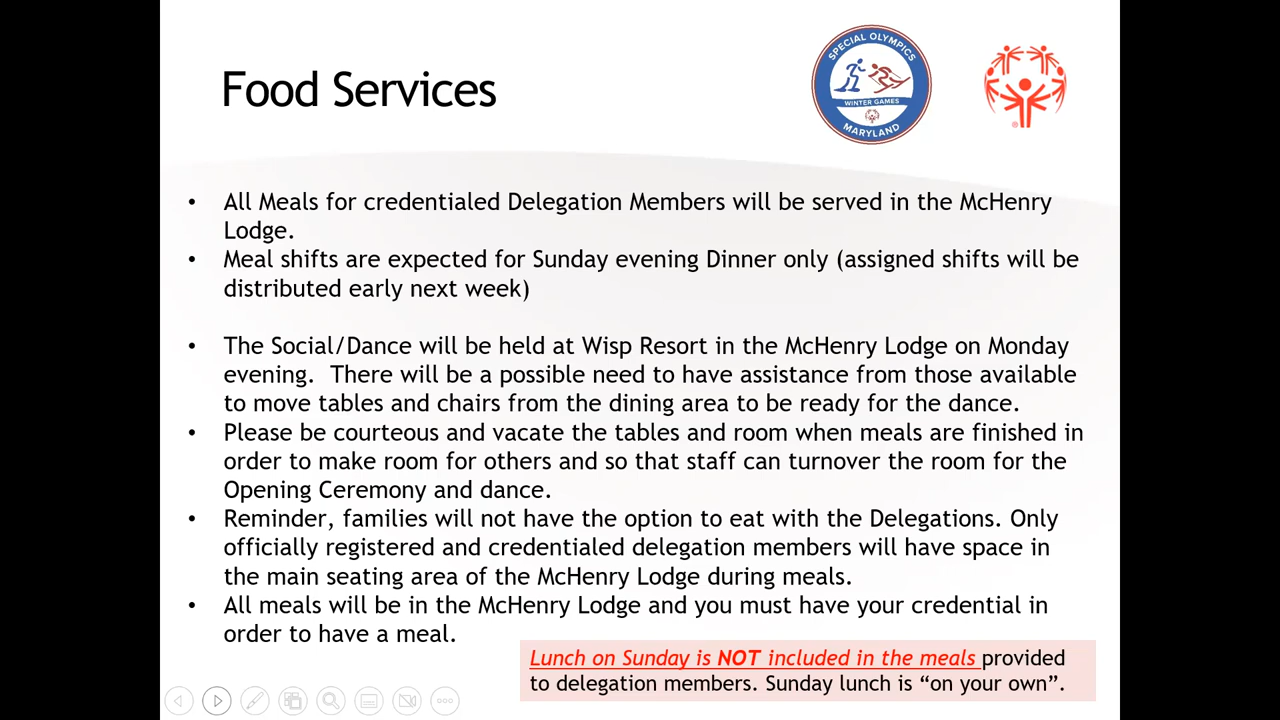 Food Services
SPECIAL OLYMPICS
WINTER GAMES
MARYLAND
®
• All Meals for credentialed Delegation Members will be served in the McHenry
Lodge.
• Meal shifts are expected for Sunday evening Dinner only (assigned shifts will be
distributed early next week)
• The Social/Dance will be held at Wisp Resort in the McHenry Lodge on Monday
evening.  There will be a possible need to have assistance from those available
to move tables and chairs from the dining area to be ready for the dance.
• Please be courteous and vacate the tables and room when meals are finished in
order to make room for others and so that staff can turnover the room for the
Opening Ceremony and dance.
• Reminder, families will not have the option to eat with the Delegations. Only
officially registered and credentialed delegation members will have space in
the main seating area of the McHenry Lodge during meals.
• All meals will be in the McHenry Lodge and you must have your credential in
order to have a meal.
Lunch on Sunday is NOT included in the meals provided
to delegation members. Sunday lunch is “on your own”.